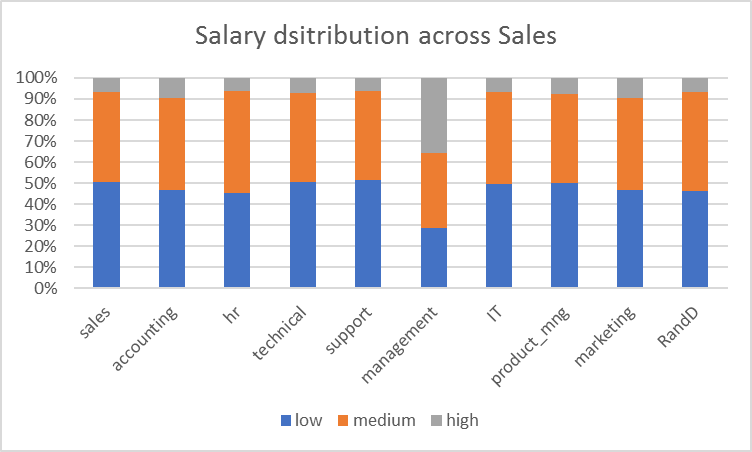 Salary dsitribution across Sales
100%
90%
80%
70%
60%
50%
40%
30%
20%
10%
0%
sales
accounting
hr
technical
support
management
IT
product_mng
marketing
RandD
low medium high